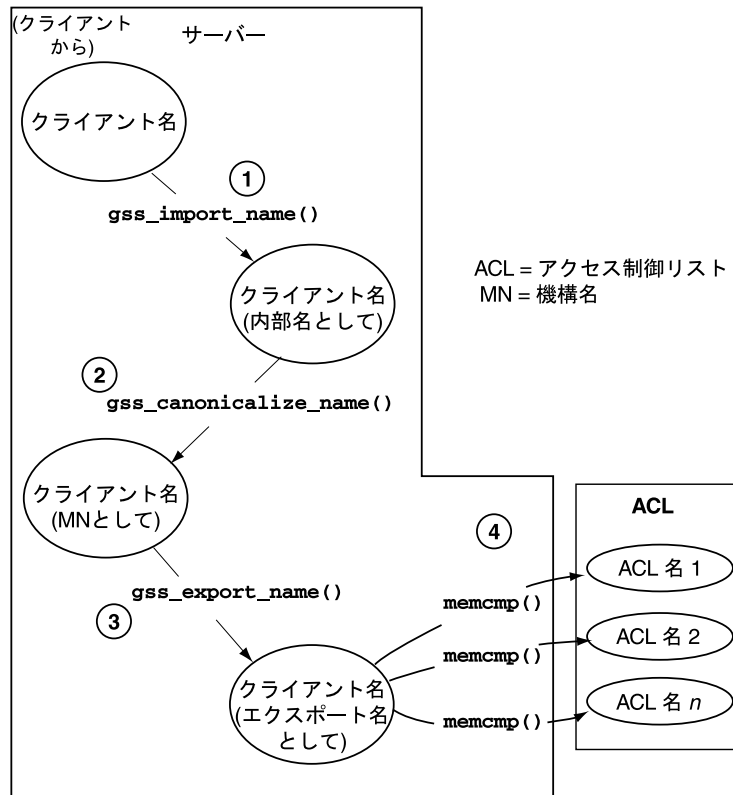 (クライアント
から)
サーバー
クライアント名
1
gss_import_name()
クライアント名
(内部名として)
ACL = アクセス制御リスト
MN = 機構名
2
gss_canonicalize_name()
クライアント名
(MNとして)
3
gss_export_name()
クライアント名
(エクスポート名
として)
4
memcmp()
memcmp()
memcmp()
ACL
ACL 名 1
ACL 名 2
ACL 名 n